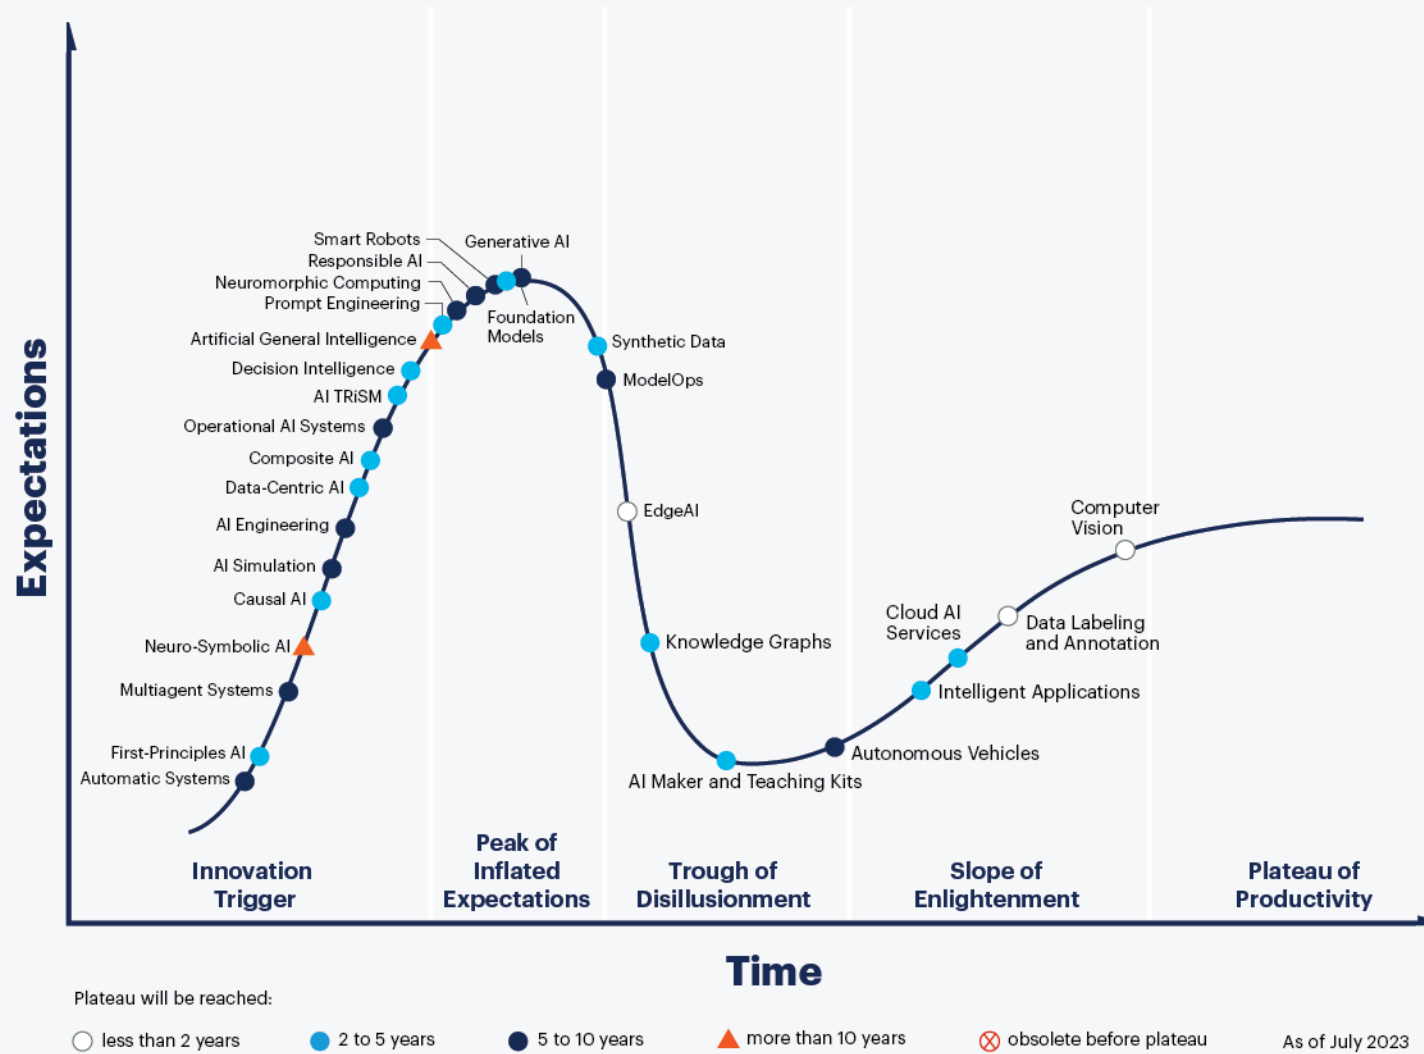 Smart Robots
Generative AI
Responsible AI
Neuromorphic Computing
Prompt Engineering
Foundation
Models
Artificial General Intelligence
Synthetic Data
Decision Intelligence
ModelOps
AI TRiSM
Operational AI Systems
Composite AI
Data-Centric AI
EdgeAI
Computer
Vision
AI Engineering
AI Simulation
Causal AI
Cloud AI
Services
Data Labeling
and Annotation
Neuro-Symbolic AI
Knowledge Graphs
Multiagent Systems
Intelligent Applications
First-Principles AI
Autonomous Vehicles
Automatic Systems
AI Maker and Teaching Kits
Expectations
Innovation
Trigger
Peak of
Inflated
Expectations
Trough of
Disillusionment
Slope of
Enlightenment
Plateau of
Productivity
Time
Plateau will be reached:
less than 2 years
2 to 5 years
5 to 10 years
more than 10 years
obsolete before plateau
As of July 2023